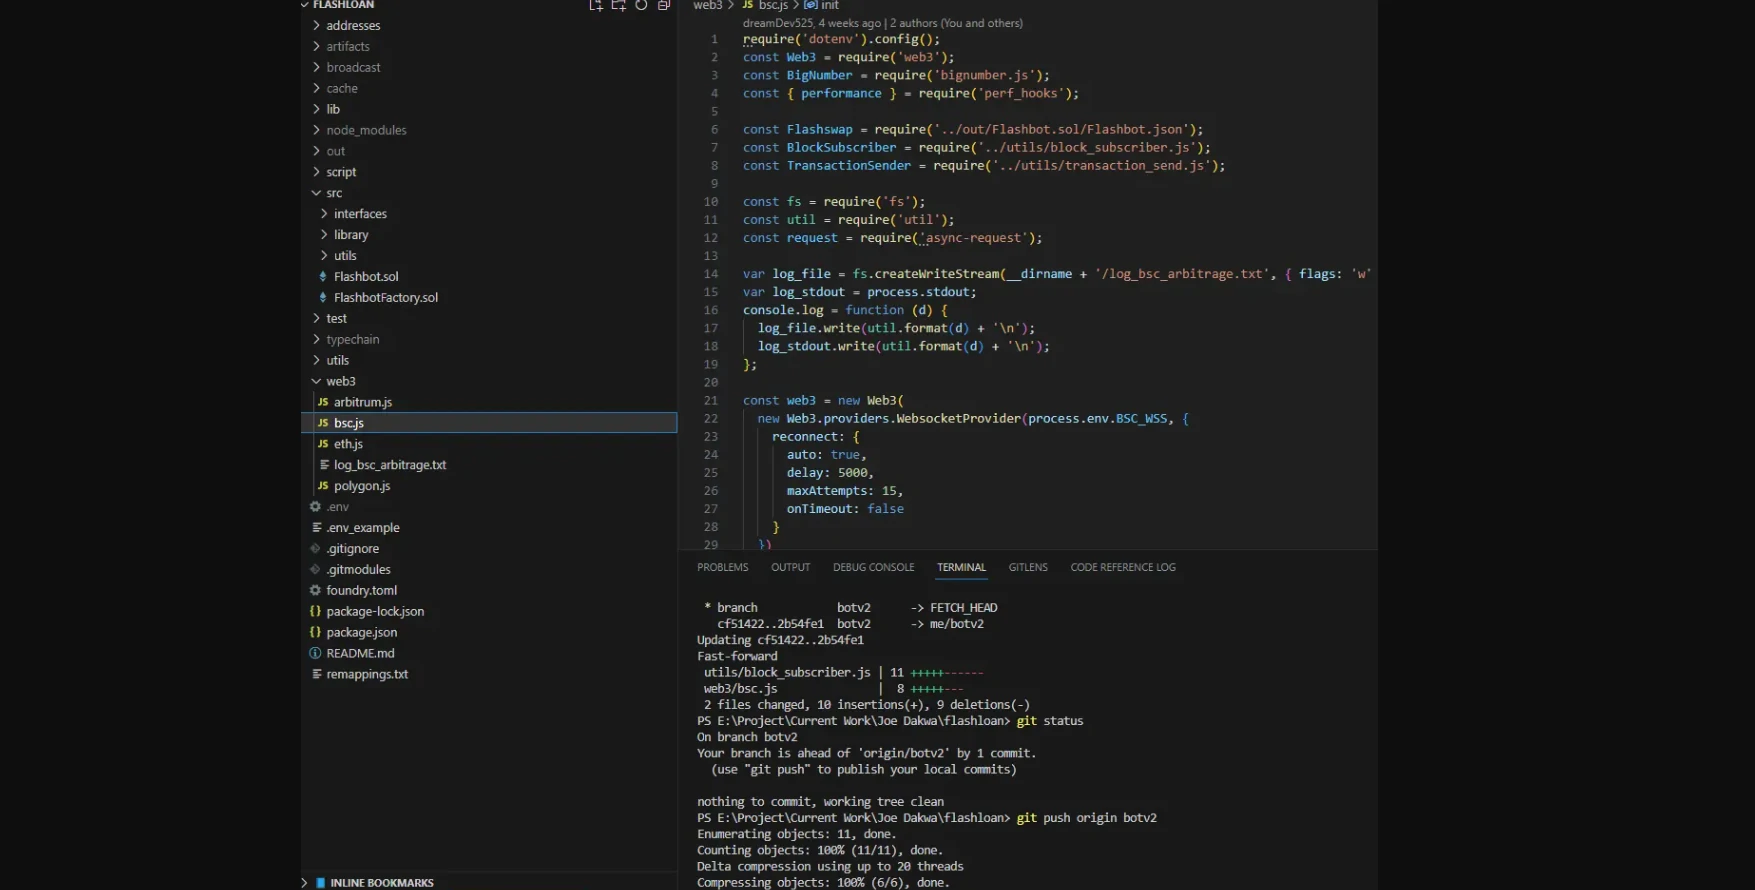 FLASHLOAN
addresses
artifacts
broadcast
cache
lib
node_modules
out
script
src
interfaces
library
utils
Flashbot.sol
FlashbotFactory.sol
test
typechain
utils
web3
JS arbitrum.js
JS bsc.js
JS eth.js
log_bsc_arbitrage.txt
JS polygon.js
.env
.env_example
.gitignore
.gitmodules
foundry.toml
{} package-lock.json
{} package.json
README.md
remappings.txt
INLINE BOOKMARKS
web3 > JS bsc.js > init
dreamDev525, 4 weeks ago | 2 authors (You and others)
1 require('dotenv').config();
2 const Web3 = require('web3');
3 const BigNumber = require('bignumber.js');
4 const { performance } = require('perf_hooks');
5
6 const Flashswap = require('../out/Flashbot.sol/Flashbot.json');
7 const BlockSubscriber = require('../utils/block_subscriber.js');
8 const TransactionSender = require('../utils/transaction_send.js');
9
10 const fs = require('fs');
11 const util = require('util');
12 const request = require('async-request');
13
14 var log_file = fs.createWriteStream(__dirname + '/log_bsc_arbitrage.txt', { flags: 'w'
15 var log_stdout = process.stdout;
16 console.log = function (d) {
17 log_file.write(util.format(d) + '\n');
18 log_stdout.write(util.format(d) + '\n');
19 };
20
21 const web3 = new Web3(
22 new Web3.providers.WebsocketProvider(process.env.BSC_WSS, {
23 reconnect: {
24 auto: true,
25 delay: 5000,
26 maxAttempts: 15,
27 onTimeout: false
28 }
29 })
PROBLEMS OUTPUT DEBUG CONSOLE TERMINAL GITLENS CODE REFERENCE LOG
* branch botv2 -> FETCH_HEAD
cf51422..2b54fe1 botv2 -> me/botv2
Updating cf51422..2b54fe1
Fast-forward
utils/block_subscriber.js | 11 +++++------
web3/bsc.js | 8 +++++---
2 files changed, 10 insertions(+), 9 deletions(-)
PS E:\Project\Current Work\Joe Dakwa\flashloan> git status
On branch botv2
Your branch is ahead of 'origin/botv2' by 1 commit.
(use "git push" to publish your local commits)
nothing to commit, working tree clean
PS E:\Project\Current Work\Joe Dakwa\flashloan> git push origin botv2
Enumerating objects: 11, done.
Counting objects: 100% (11/11), done.
Delta compression using up to 20 threads
Compressing objects: 100% (6/6), done.